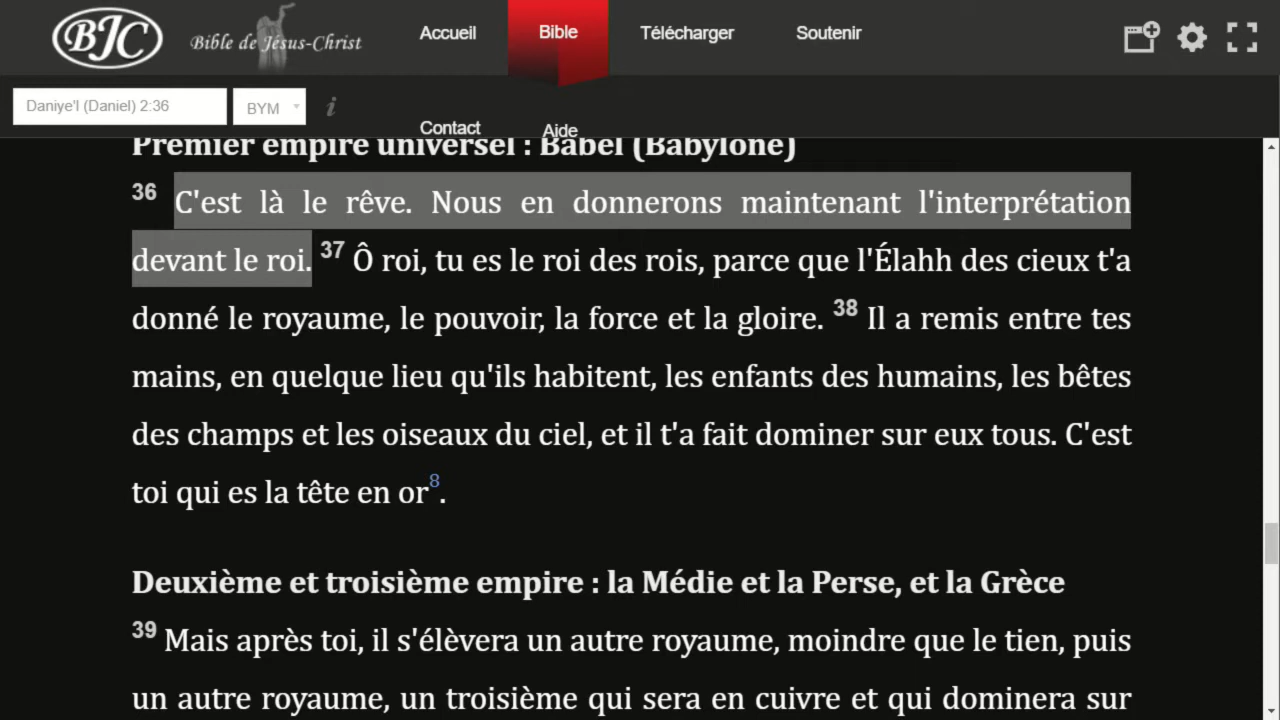 BJC
Bible de Jésus-Christ
Accueil
Bible
Télécharger
Soutenir
Daniye'l (Daniel) 2:36
BYM
i
Contact
Aide
Premier empire universel : Babel (Babylone)
36 C'est là le rêve. Nous en donnerons maintenant l'interprétation
devant le roi. 37 Ô roi, tu es le roi des rois, parce que l'Élahh des cieux t'a
donné le royaume, le pouvoir, la force et la gloire. 38 Il a remis entre tes
mains, en quelque lieu qu'ils habitent, les enfants des humains, les bêtes
des champs et les oiseaux du ciel, et il t'a fait dominer sur eux tous. C'est
toi qui es la tête en or8.
Deuxième et troisième empire : la Médie et la Perse, et la Grèce
39 Mais après toi, il s'élèvera un autre royaume, moindre que le tien, puis
un autre royaume, un troisième qui sera en cuivre et qui dominera sur